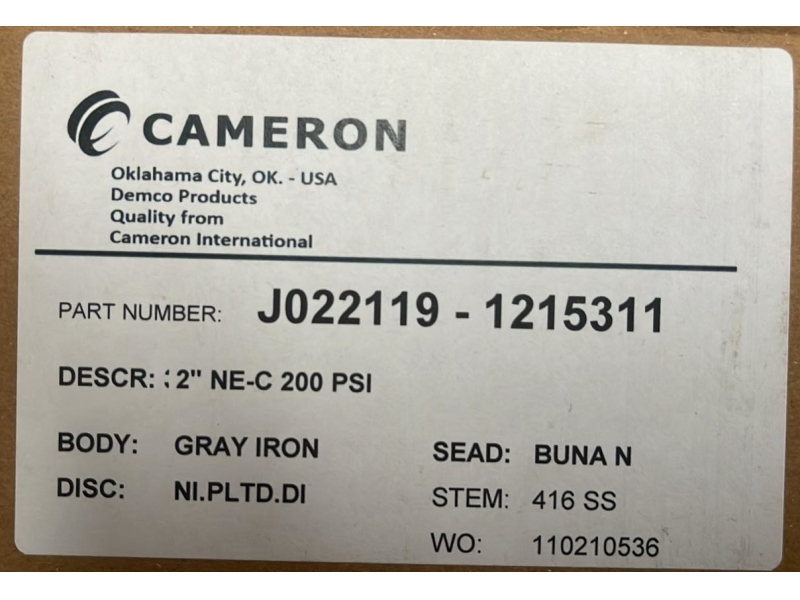 CAMERON
Oklahoma City, OK. - USA
Demco Products
Quality from
Cameron International
PART NUMBER: J022119 - 1215311
DESCR: : 2" NE-C 200 PSI
BODY: GRAY IRON
SEAD: BUNA N
DISC: NI.PLTD.DI
STEM: 416 SS
WO: 110210536